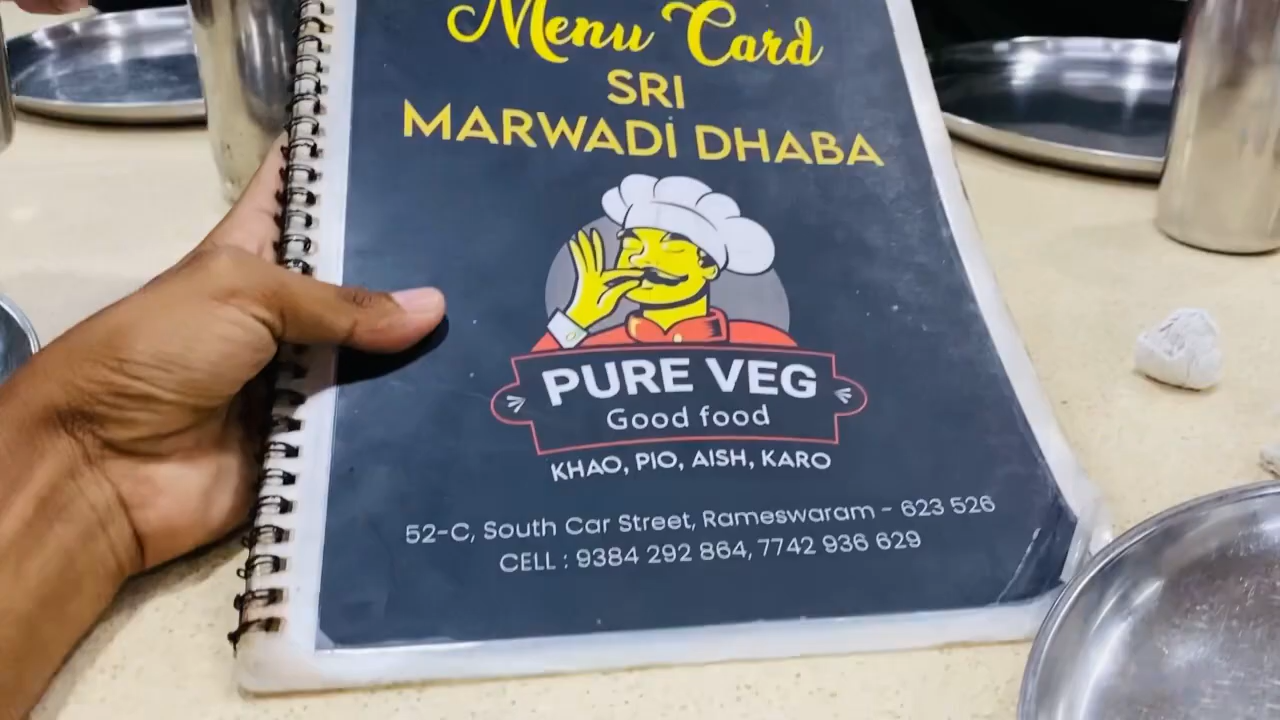 Menu Card
SRI
MARWADİ DHABA
PURE VEG
Good food
KHAO, PIO, AISH, KARO
52-C, South Car Street, Rameswaram - 623 526
CELL : 9384 292 864, 7742 936 629